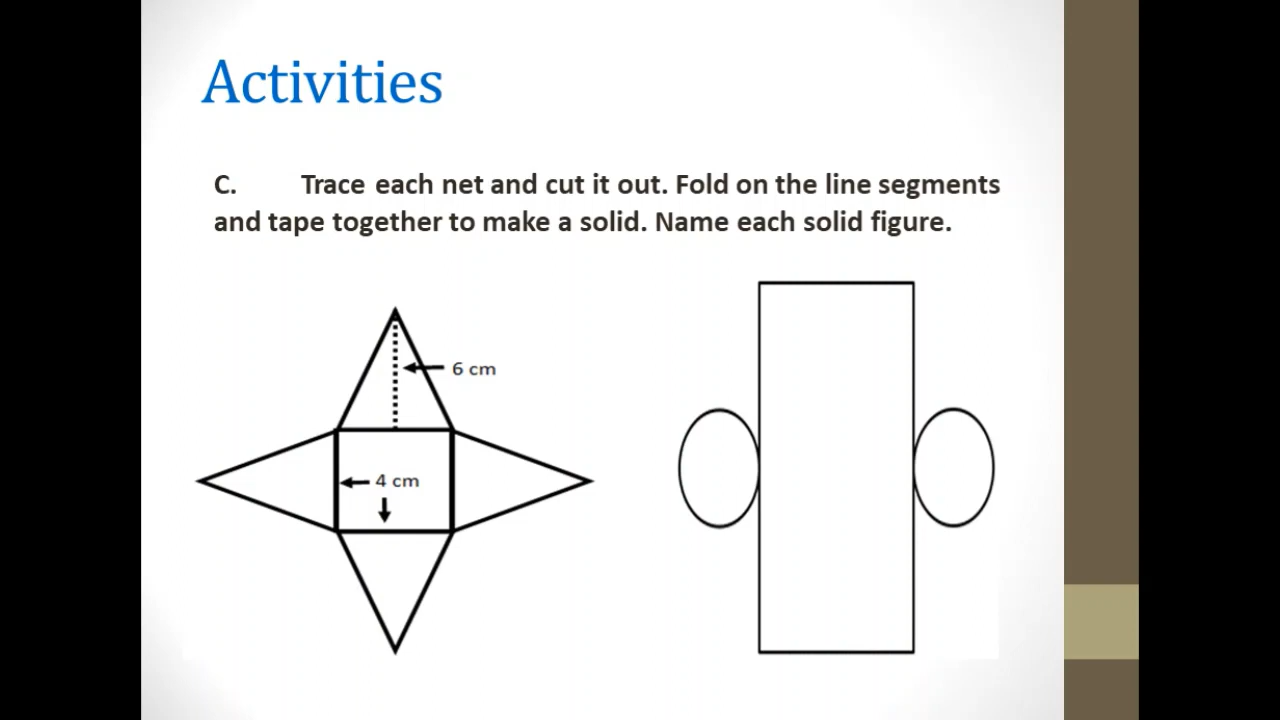 Activities
C. Trace each net and cut it out. Fold on the line segments
and tape together to make a solid. Name each solid figure.
6 cm
4 cm